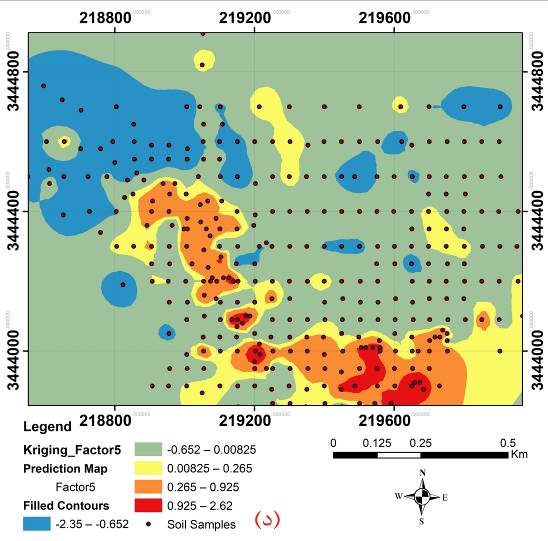 218800 219200 219600
3444800 3444800
3444400 3444400
3444000 3444000
218800 219200 219600
Legend
Kriging_Factor5
Prediction Map
Factor5
Filled Contours
-2.35 – -0.652
-0.652 – 0.00825
0.00825 – 0.265
0.265 – 0.925
0.925 – 2.62
Soil Samples
(د)
0 0.125 0.25 0.5
Km
N
W E
S